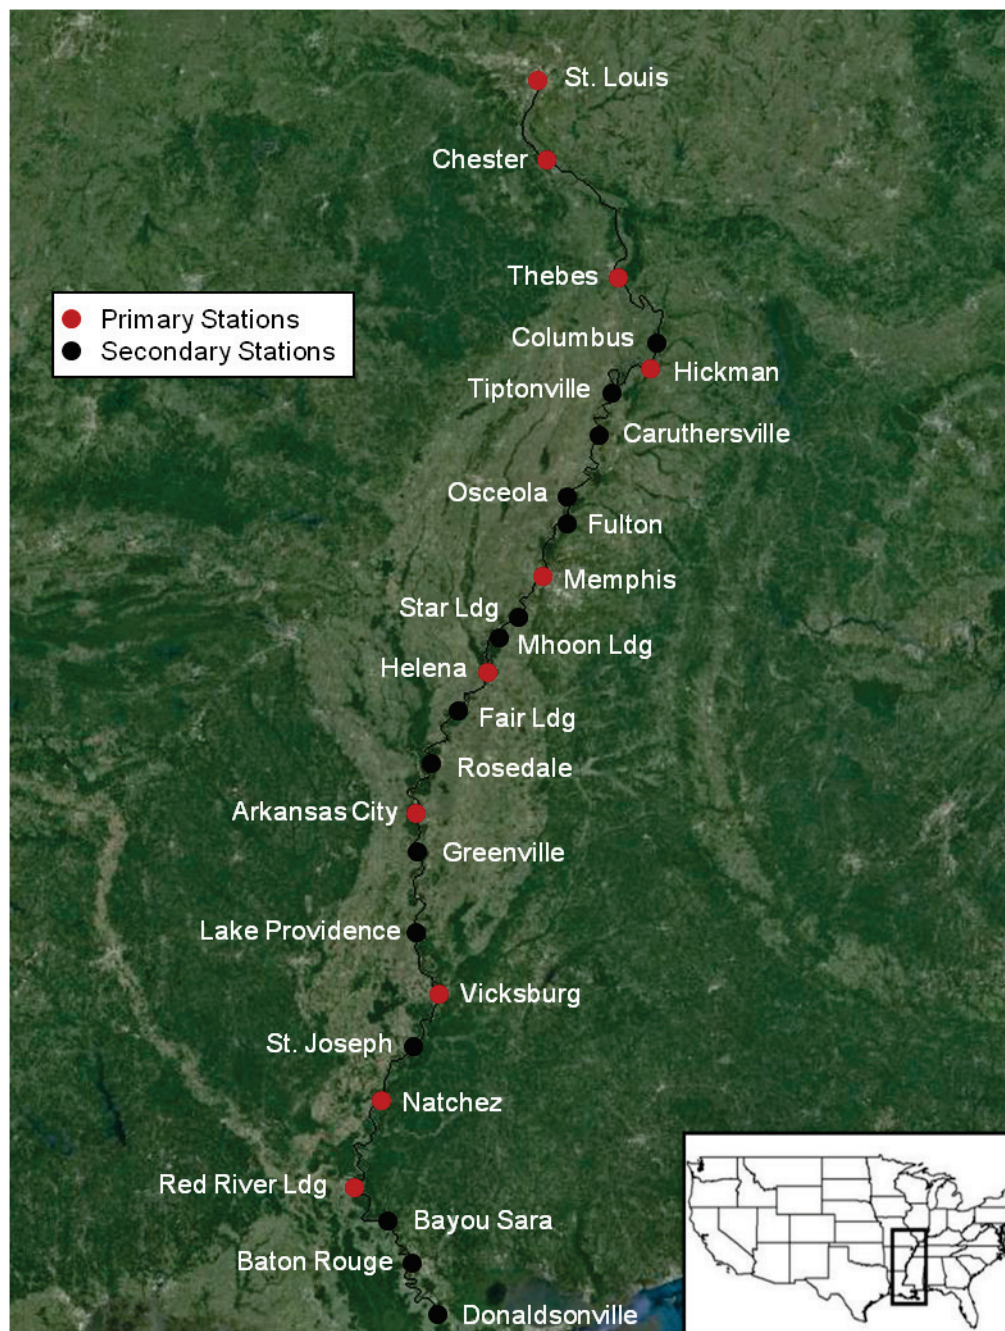 St. Louis
Chester
Thebes
Primary Stations
Secondary Stations
Columbus
Hickman
Tiptonville
Caruthersville
Osceola
Fulton
Memphis
Star Ldg
Mhoon Ldg
Helena
Fair Ldg
Rosedale
Arkansas City
Greenville
Lake Providence
Vicksburg
St. Joseph
Natchez
Red River Ldg
Bayou Sara
Baton Rouge
Donaldsonville